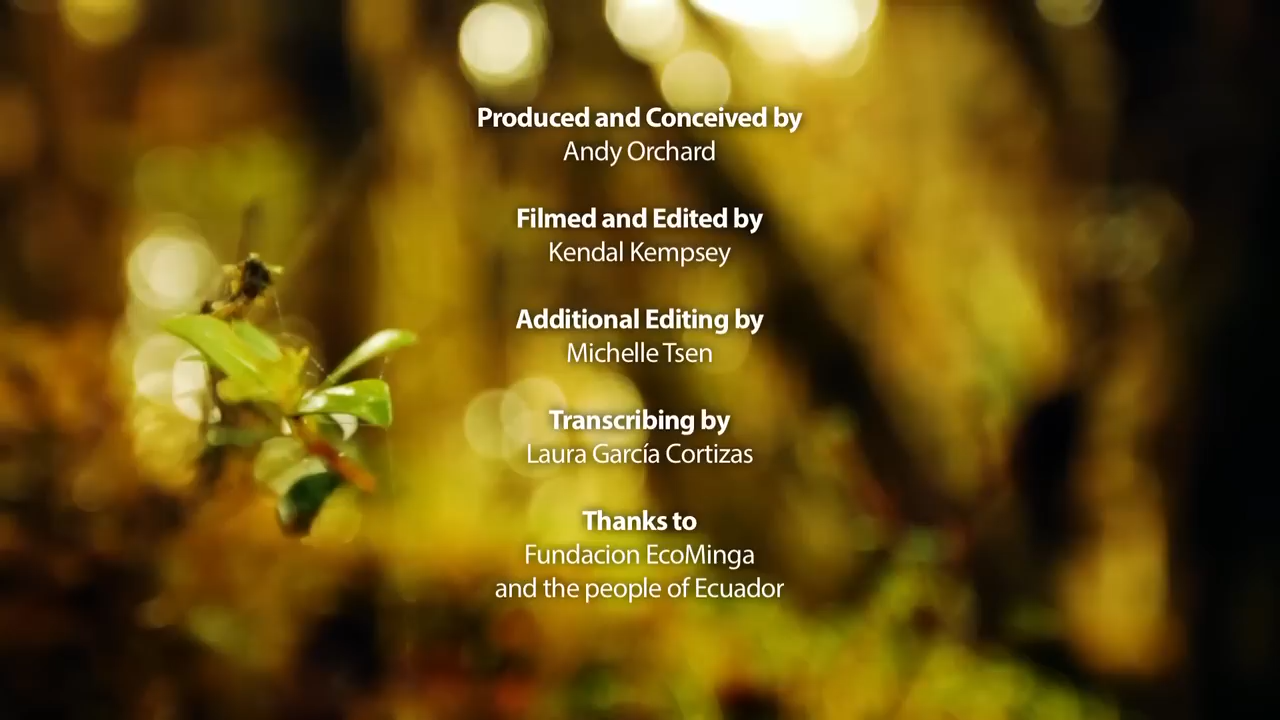 Produced and Conceived by
Andy Orchard
Filmed and Edited by
Kendal Kempsey
Additional Editing by
Michelle Tsen
Transcribing by
Laura García Cortizas
Thanks to
Fundacion EcoMinga
and the people of Ecuador